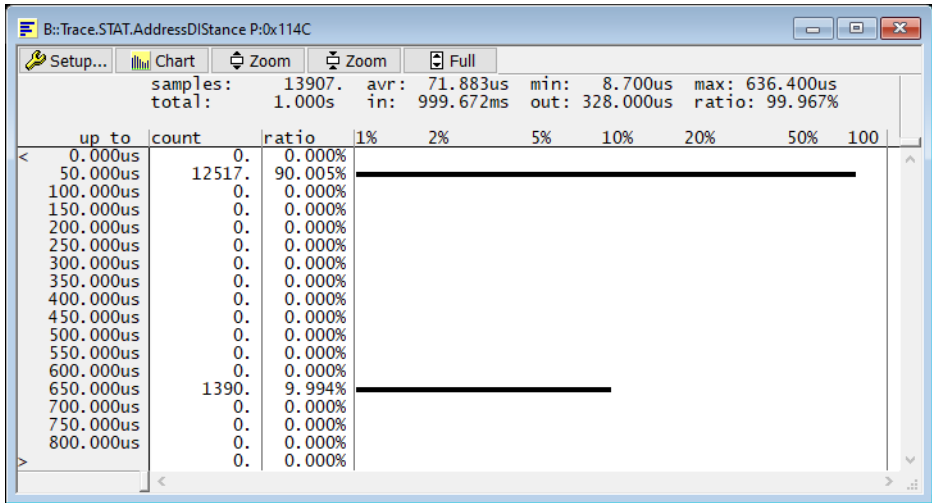 B::Trace.STAT.AddressDIStance P:0x114C
Setup... Chart Zoom Zoom Full
samples: 13907. avr: 71.883us min: 8.700us max: 636.400us
total: 1.000s in: 999.672ms out: 328.000us ratio: 99.967%
up to count ratio 1% 2% 5% 10% 20% 50% 100
< 0.000us 0. 0.000%
50.000us 12517. 90.005%
100.000us 0. 0.000%
150.000us 0. 0.000%
200.000us 0. 0.000%
250.000us 0. 0.000%
300.000us 0. 0.000%
350.000us 0. 0.000%
400.000us 0. 0.000%
450.000us 0. 0.000%
500.000us 0. 0.000%
550.000us 0. 0.000%
600.000us 0. 0.000%
650.000us 1390. 9.994%
700.000us 0. 0.000%
750.000us 0. 0.000%
800.000us 0. 0.000%
> 0. 0.000%